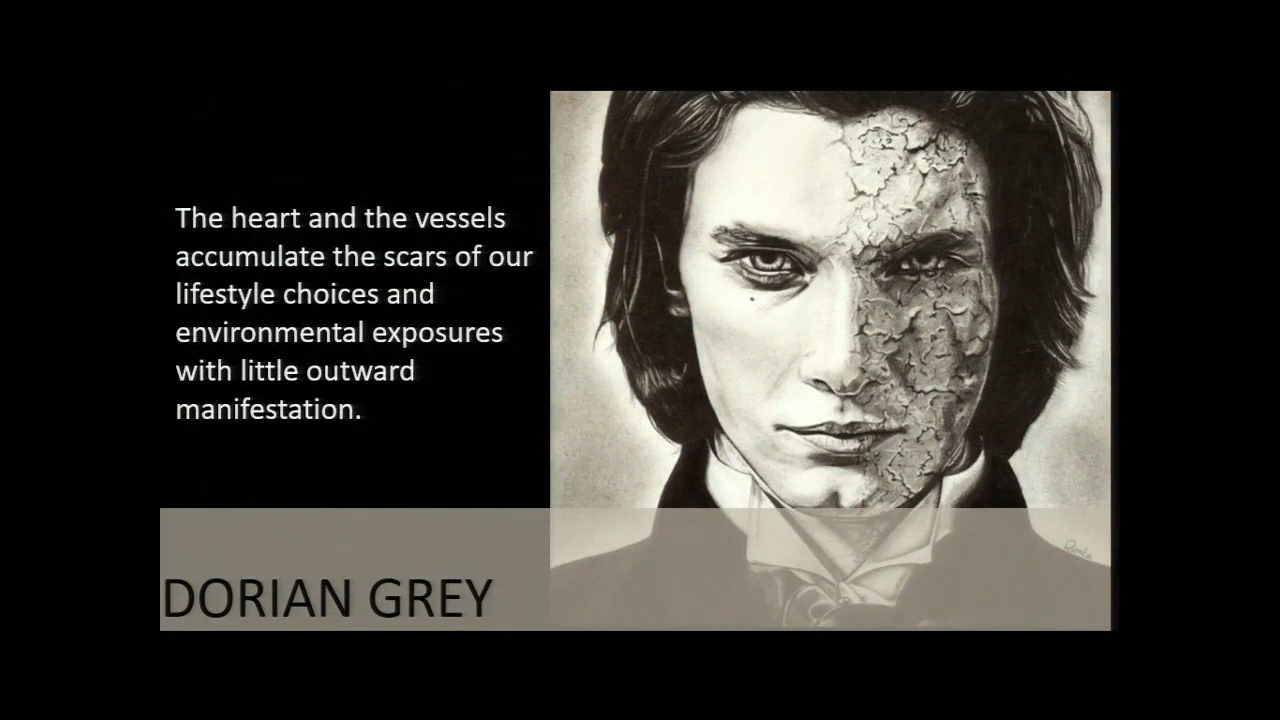 The heart and the vessels
accumulate the scars of our
lifestyle choices and
environmental exposures
with little outward
manifestation.
DORIAN GREY